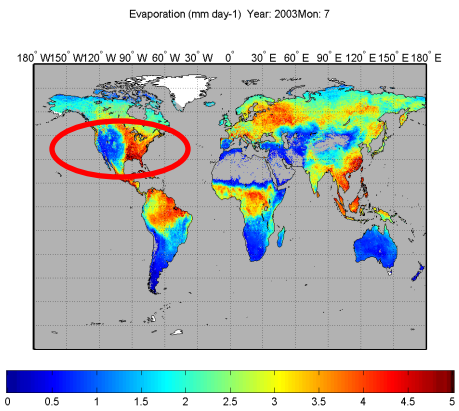 Evaporation (mm day-1) Year: 2003Mon: 7
180° W150° W120° W 90° W 60° W 30° W 0° 30° E 60° E 90° E 120° E 150° E 180° E
0 0.5 1 1.5 2 2.5 3 3.5 4 4.5 5